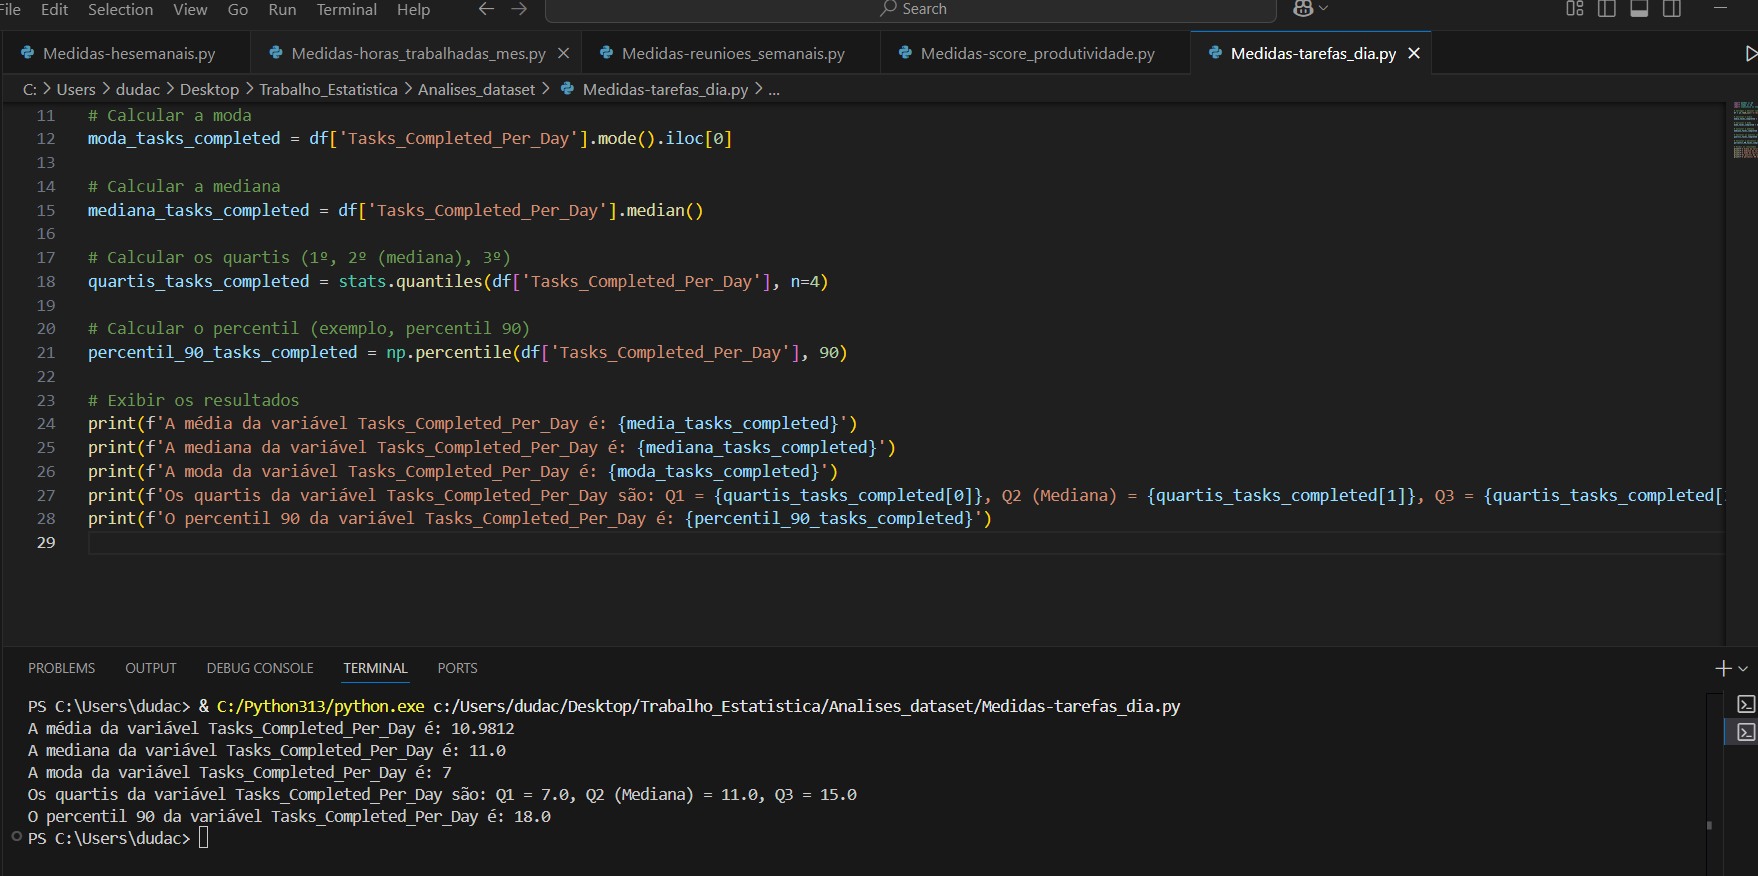 File Edit Selection View Go Run Terminal Help Search
Medidas-hesemanais.py Medidas-horas_trabalhadas_mes.py Medidas-reunioes_semanais.py Medidas-score_produtividade.py Medidas-tarefas_dia.py
C: > Users > dudac > Desktop > Trabalho_Estatistica > Analises_dataset > Medidas-tarefas_dia.py > ...
11 # Calcular a moda
12 moda_tasks_completed = df['Tasks_Completed_Per_Day'].mode().iloc[0]
13
14 # Calcular a mediana
15 mediana_tasks_completed = df['Tasks_Completed_Per_Day'].median()
16
17 # Calcular os quartis (1º, 2º (mediana), 3º)
18 quartis_tasks_completed = stats.quantiles(df['Tasks_Completed_Per_Day'], n=4)
19
20 # Calcular o percentil (exemplo, percentil 90)
21 percentil_90_tasks_completed = np.percentile(df['Tasks_Completed_Per_Day'], 90)
22
23 # Exibir os resultados
24 print(f'A média da variável Tasks_Completed_Per_Day é: {media_tasks_completed}')
25 print(f'A mediana da variável Tasks_Completed_Per_Day é: {mediana_tasks_completed}')
26 print(f'A moda da variável Tasks_Completed_Per_Day é: {moda_tasks_completed}')
27 print(f'Os quartis da variável Tasks_Completed_Per_Day são: Q1 = {quartis_tasks_completed[0]}, Q2 (Mediana) = {quartis_tasks_completed[1]}, Q3 = {quartis_tasks_completed[
28 print(f'O percentil 90 da variável Tasks_Completed_Per_Day é: {percentil_90_tasks_completed}')
29
PROBLEMS OUTPUT DEBUG CONSOLE TERMINAL PORTS
PS C:\Users\dudac> & C:/Python313/python.exe c:/Users/dudac/Desktop/Trabalho_Estatistica/Analises_dataset/Medidas-tarefas_dia.py
A média da variável Tasks_Completed_Per_Day é: 10.9812
A mediana da variável Tasks_Completed_Per_Day é: 11.0
A moda da variável Tasks_Completed_Per_Day é: 7
Os quartis da variável Tasks_Completed_Per_Day são: Q1 = 7.0, Q2 (Mediana) = 11.0, Q3 = 15.0
O percentil 90 da variável Tasks_Completed_Per_Day é: 18.0
PS C:\Users\dudac>